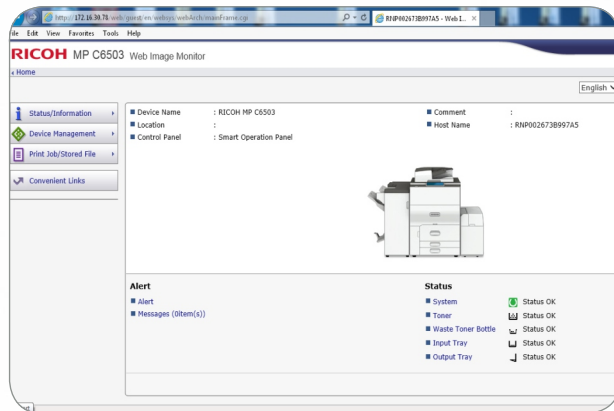 http://172.16.30.78/web/guest/en/websys/webArch/mainFrame.cgi
RNP002673B997A5 - Web I...
File Edit View Favorites Tools Help
RICOH MP C6503 Web Image Monitor
Home
English
Status/Information
Device Management
Print Job/Stored File
Convenient Links
Device Name : RICOH MP C6503
Location :
Control Panel : Smart Operation Panel
Comment :
Host Name : RNP002673B997A5
Alert
Alert
Messages (0item(s))
Status
System Status OK
Toner Status OK
Waste Toner Bottle Status OK
Input Tray Status OK
Output Tray Status OK